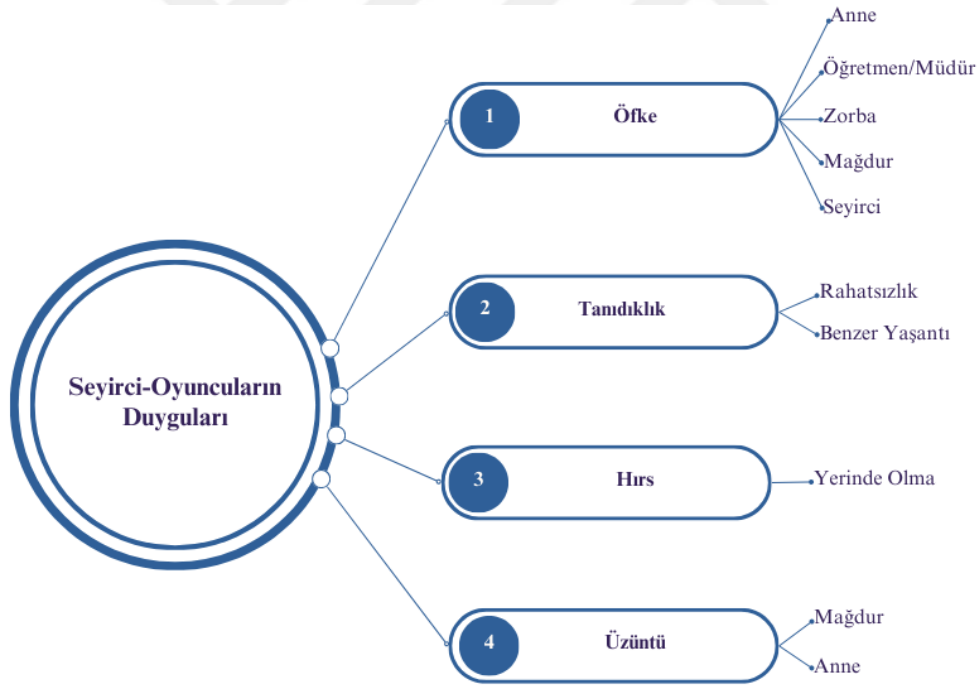 Seyirci-Oyuncuların
Duyguları
1
Öfke
Anne
Öğretmen/Müdür
Zorba
Mağdur
Seyirci
2
Tanıdıklık
Rahatsızlık
Benzer Yaşantı
3
Hırs
Yerinde Olma
4
Üzüntü
Mağdur
Anne